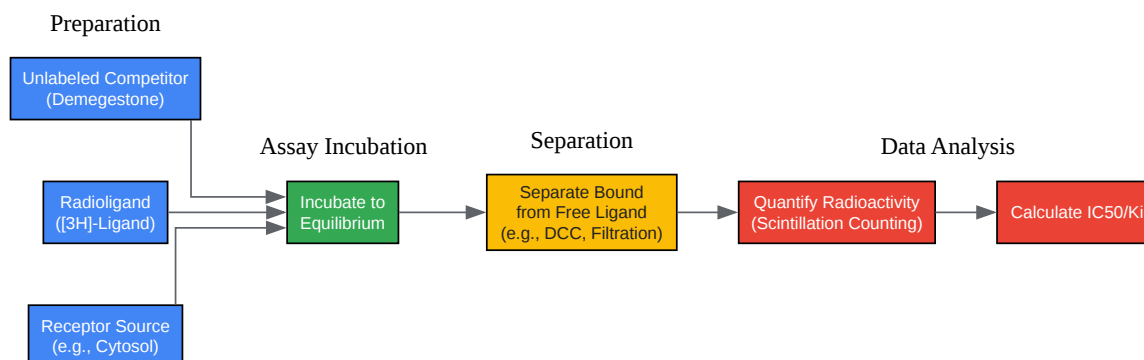 Preparation
Unlabeled Competitor
(Demegestone)
Radioligand
([3H]-Ligand)
Receptor Source
(e.g., Cytosol)
Assay Incubation
Incubate to
Equilibrium
Separation
Separate Bound
from Free Ligand
(e.g., DCC, Filtration)
Data Analysis
Quantify Radioactivity
(Scintillation Counting)
Calculate IC50/Ki